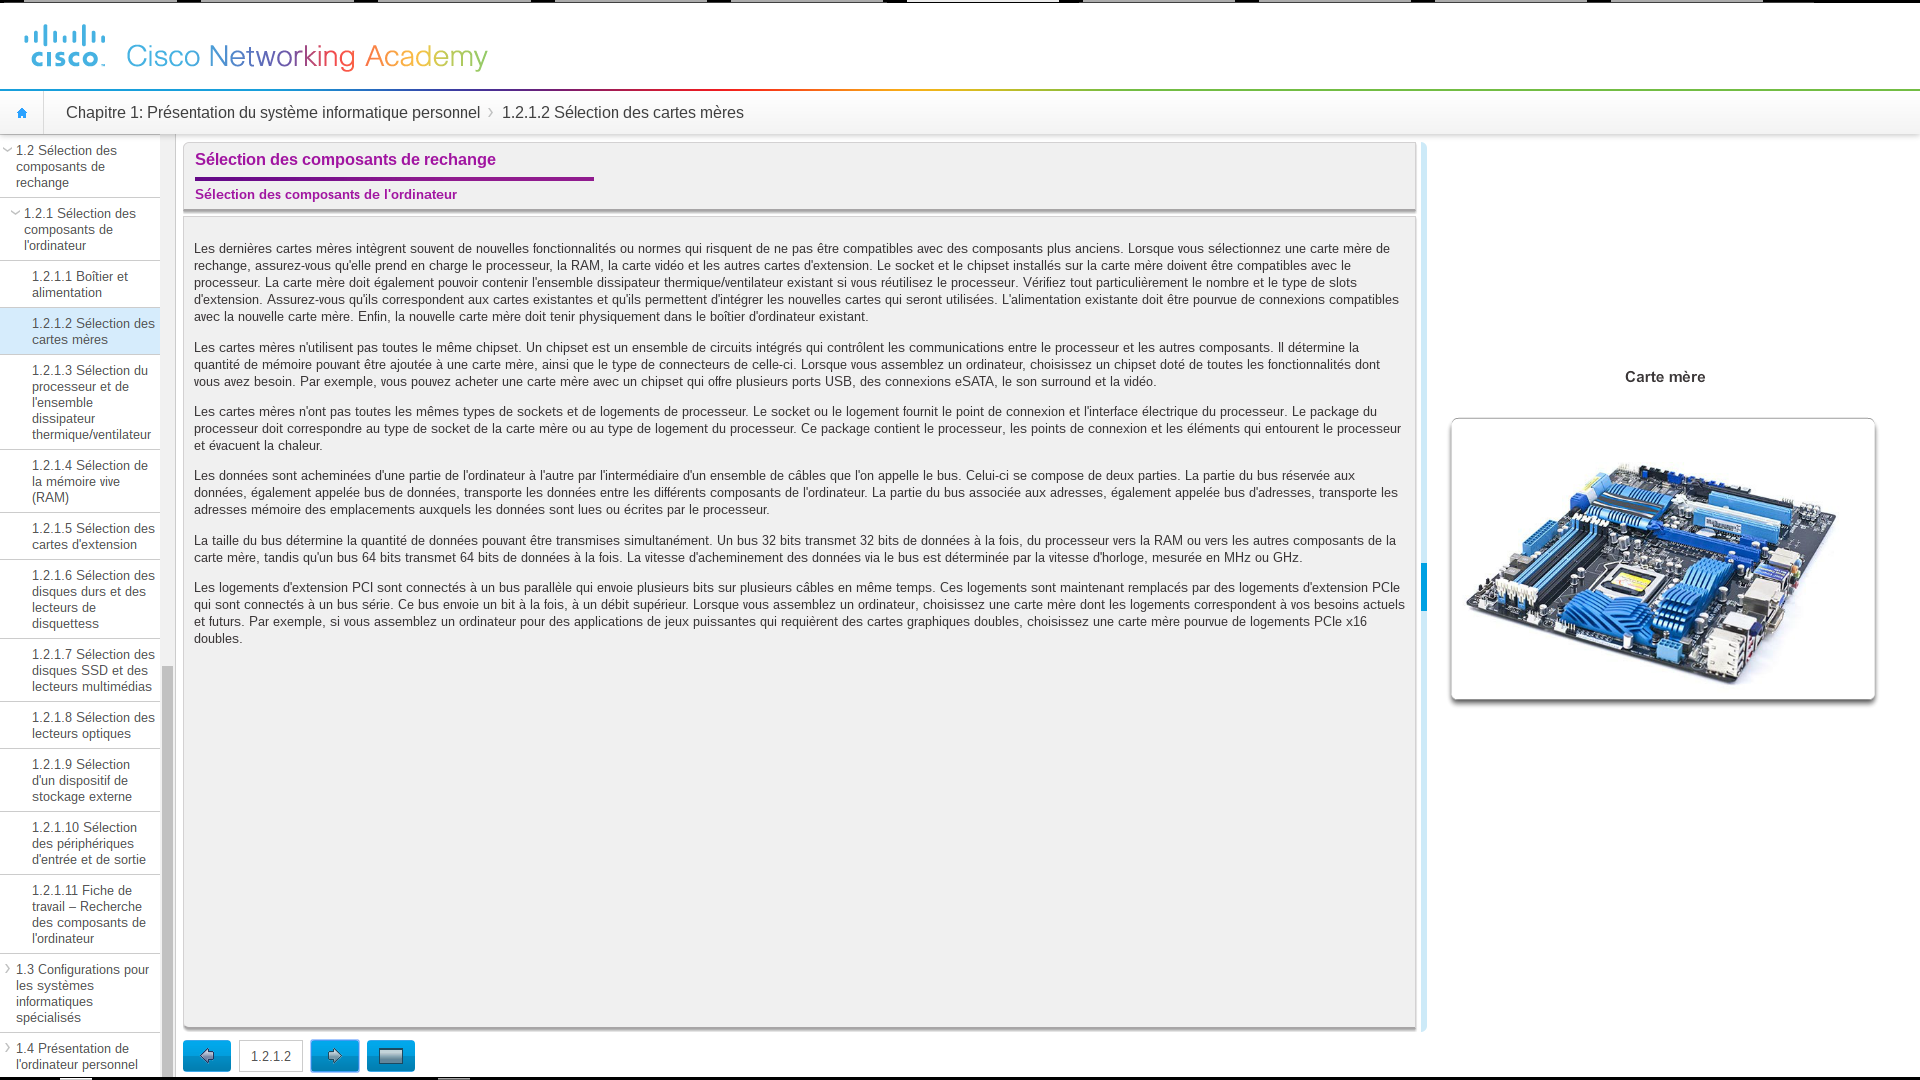 CISCO
Cisco Networking Academy
Chapitre 1: Présentation du système informatique personnel
1.2.1.2 Sélection des cartes mères
1.2 Sélection des
composants de
rechange
1.2.1 Sélection des
composants de
l'ordinateur
1.2.1.1 Boîtier et
alimentation
1.2.1.2 Sélection des
cartes mères
1.2.1.3 Sélection du
processeur et de
l'ensemble
dissipateur
thermique/ventilateur
1.2.1.4 Sélection de
la mémoire vive
(RAM)
1.2.1.5 Sélection des
cartes d'extension
1.2.1.6 Sélection des
disques durs et des
lecteurs de
disquettess
1.2.1.7 Sélection des
disques SSD et des
lecteurs multimédias
1.2.1.8 Sélection des
lecteurs optiques
1.2.1.9 Sélection
d'un dispositif de
stockage externe
1.2.1.10 Sélection
des périphériques
d'entrée et de sortie
1.2.1.11 Fiche de
travail – Recherche
des composants de
l'ordinateur
1.3 Configurations pour
les systèmes
informatiques
spécialisés
1.4 Présentation de
l'ordinateur personnel
Sélection des composants de rechange
Sélection des composants de l'ordinateur
Les dernières cartes mères intègrent souvent de nouvelles fonctionnalités ou normes qui risquent de ne pas être compatibles avec des composants plus anciens. Lorsque vous sélectionnez une carte mère de
rechange, assurez-vous qu'elle prend en charge le processeur, la RAM, la carte vidéo et les autres cartes d'extension. Le socket et le chipset installés sur la carte mère doivent être compatibles avec le
processeur. La carte mère doit également pouvoir contenir l'ensemble dissipateur thermique/ventilateur existant si vous réutilisez le processeur. Vérifiez tout particulièrement le nombre et le type de slots
d'extension. Assurez-vous qu'ils correspondent aux cartes existantes et qu'ils permettent d'intégrer les nouvelles cartes qui seront utilisées. L'alimentation existante doit être pourvue de connexions compatibles
avec la nouvelle carte mère. Enfin, la nouvelle carte mère doit tenir physiquement dans le boîtier d'ordinateur existant.
Les cartes mères n'utilisent pas toutes le même chipset. Un chipset est un ensemble de circuits intégrés qui contrôlent les communications entre le processeur et les autres composants. Il détermine la
quantité de mémoire pouvant être ajoutée à une carte mère, ainsi que le type de connecteurs de celle-ci. Lorsque vous assemblez un ordinateur, choisissez un chipset doté de toutes les fonctionnalités dont
vous avez besoin. Par exemple, vous pouvez acheter une carte mère avec un chipset qui offre plusieurs ports USB, des connexions eSATA, le son surround et la vidéo.
Les cartes mères n'ont pas toutes les mêmes types de sockets et de logements de processeur. Le socket ou le logement fournit le point de connexion et l'interface électrique du processeur. Le package du
processeur doit correspondre au type de socket de la carte mère ou au type de logement du processeur. Ce package contient le processeur, les points de connexion et les éléments qui entourent le processeur
et évacuent la chaleur.
Les données sont acheminées d'une partie de l'ordinateur à l'autre par l'intermédiaire d'un ensemble de câbles que l'on appelle le bus. Celui-ci se compose de deux parties. La partie du bus réservée aux
données, également appelée bus de données, transporte les données entre les différents composants de l'ordinateur. La partie du bus associée aux adresses, également appelée bus d'adresses, transporte les
adresses mémoire des emplacements auxquels les données sont lues ou écrites par le processeur.
La taille du bus détermine la quantité de données pouvant être transmises simultanément. Un bus 32 bits transmet 32 bits de données à la fois, du processeur vers la RAM ou vers les autres composants de la
carte mère, tandis qu'un bus 64 bits transmet 64 bits de données à la fois. La vitesse d'acheminement des données via le bus est déterminée par la vitesse d'horloge, mesurée en MHz ou GHz.
Les logements d'extension PCI sont connectés à un bus parallèle qui envoie plusieurs bits sur plusieurs câbles en même temps. Ces logements sont maintenant remplacés par des logements d'extension PCIe
qui sont connectés à un bus série. Ce bus envoie un bit à la fois, à un débit supérieur. Lorsque vous assemblez un ordinateur, choisissez une carte mère dont les logements correspondent à vos besoins actuels
et futurs. Par exemple, si vous assemblez un ordinateur pour des applications de jeux puissantes qui requièrent des cartes graphiques doubles, choisissez une carte mère pourvue de logements PCIe x16
doubles.
Carte mère
1.2.1.2